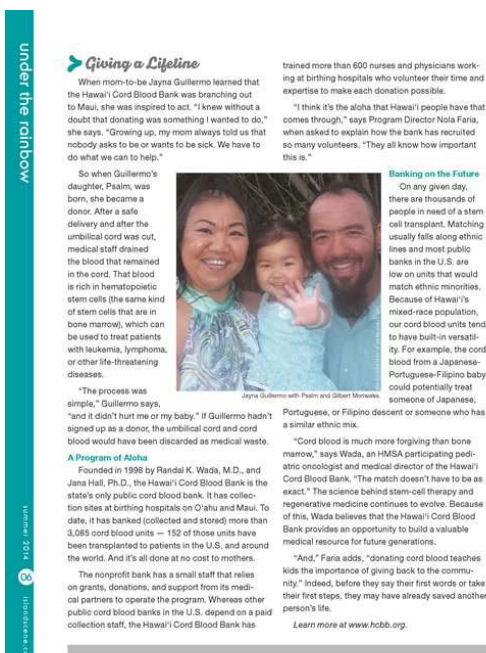 under the rainbow
Giving a Lifeline
When mom-to-be Jayna Guillermo learned that
the Hawai‘i Cord Blood Bank was branching out
to Maui, she was inspired to act. "I knew without a
doubt that donating was something I wanted to do,"
she says. "Growing up, my mom always told us that
nobody asks to be or wants to be sick. We have to
do what we can to help."
So when Guillermo's
daughter, Psalm, was
born, she became a
donor. After a safe
delivery and after the
umbilical cord was cut,
medical staff drained
the blood that remained
in the cord. That blood
is rich in hematopoietic
stem cells (the same kind
of stem cells that are in
bone marrow), which can
be used to treat patients
with leukemia, lymphoma,
or other life-threatening
diseases.
"The process was
simple," Guillermo says,
"and it didn't hurt me or my baby." If Guillermo hadn't
signed up as a donor, the umbilical cord and cord
blood would have been discarded as medical waste.
A Program of Aloha
Founded in 1998 by Randal K. Wada, M.D., and
Jana Hall, Ph.D., the Hawai‘i Cord Blood Bank is the
state's only public cord blood bank. It has collec-
tion sites at birthing hospitals on O‘ahu and Maui. To
date, it has banked (collected and stored) more than
3,085 cord blood units — 152 of those units have
been transplanted to patients in the U.S. and around
the world. And it's all done at no cost to mothers.
The nonprofit bank has a small staff that relies
on grants, donations, and support from its medi-
cal partners to operate the program. Whereas other
public cord blood banks in the U.S. depend on a paid
collection staff, the Hawai‘i Cord Blood Bank has
trained more than 600 nurses and physicians work-
ing at birthing hospitals who volunteer their time and
expertise to make each donation possible.
"I think it's the aloha that Hawai‘i people have that
comes through," says Program Director Nola Faria,
when asked to explain how the bank has recruited
so many volunteers. "They all know how important
this is."
Banking on the Future
On any given day,
there are thousands of
people in need of a stem
cell transplant. Matching
usually falls along ethnic
lines and most public
banks in the U.S. are
low on units that would
match ethnic minorities.
Because of Hawai‘i's
mixed-race population,
our cord blood units tend
to have built-in versatil-
ity. For example, the cord
blood from a Japanese-
Portuguese-Filipino baby
could potentially treat
someone of Japanese,
Portuguese, or Filipino descent or someone who has
a similar ethnic mix.
"Cord blood is much more forgiving than bone
marrow," says Wada, an HMSA participating pedi-
atric oncologist and medical director of the Hawai‘i
Cord Blood Bank. "The match doesn't have to be as
exact." The science behind stem-cell therapy and
regenerative medicine continues to evolve. Because
of this, Wada believes that the Hawai‘i Cord Blood
Bank provides an opportunity to build a valuable
medical resource for future generations.
"And," Faria adds, "donating cord blood teaches
kids the importance of giving back to the commu-
nity." Indeed, before they say their first words or take
their first steps, they may have already saved another
person's life.
Learn more at www.hcbb.org.
Jayna Guillermo with Psalm and Gilbert Moriwake.
summer 2014
06
islandscene.com